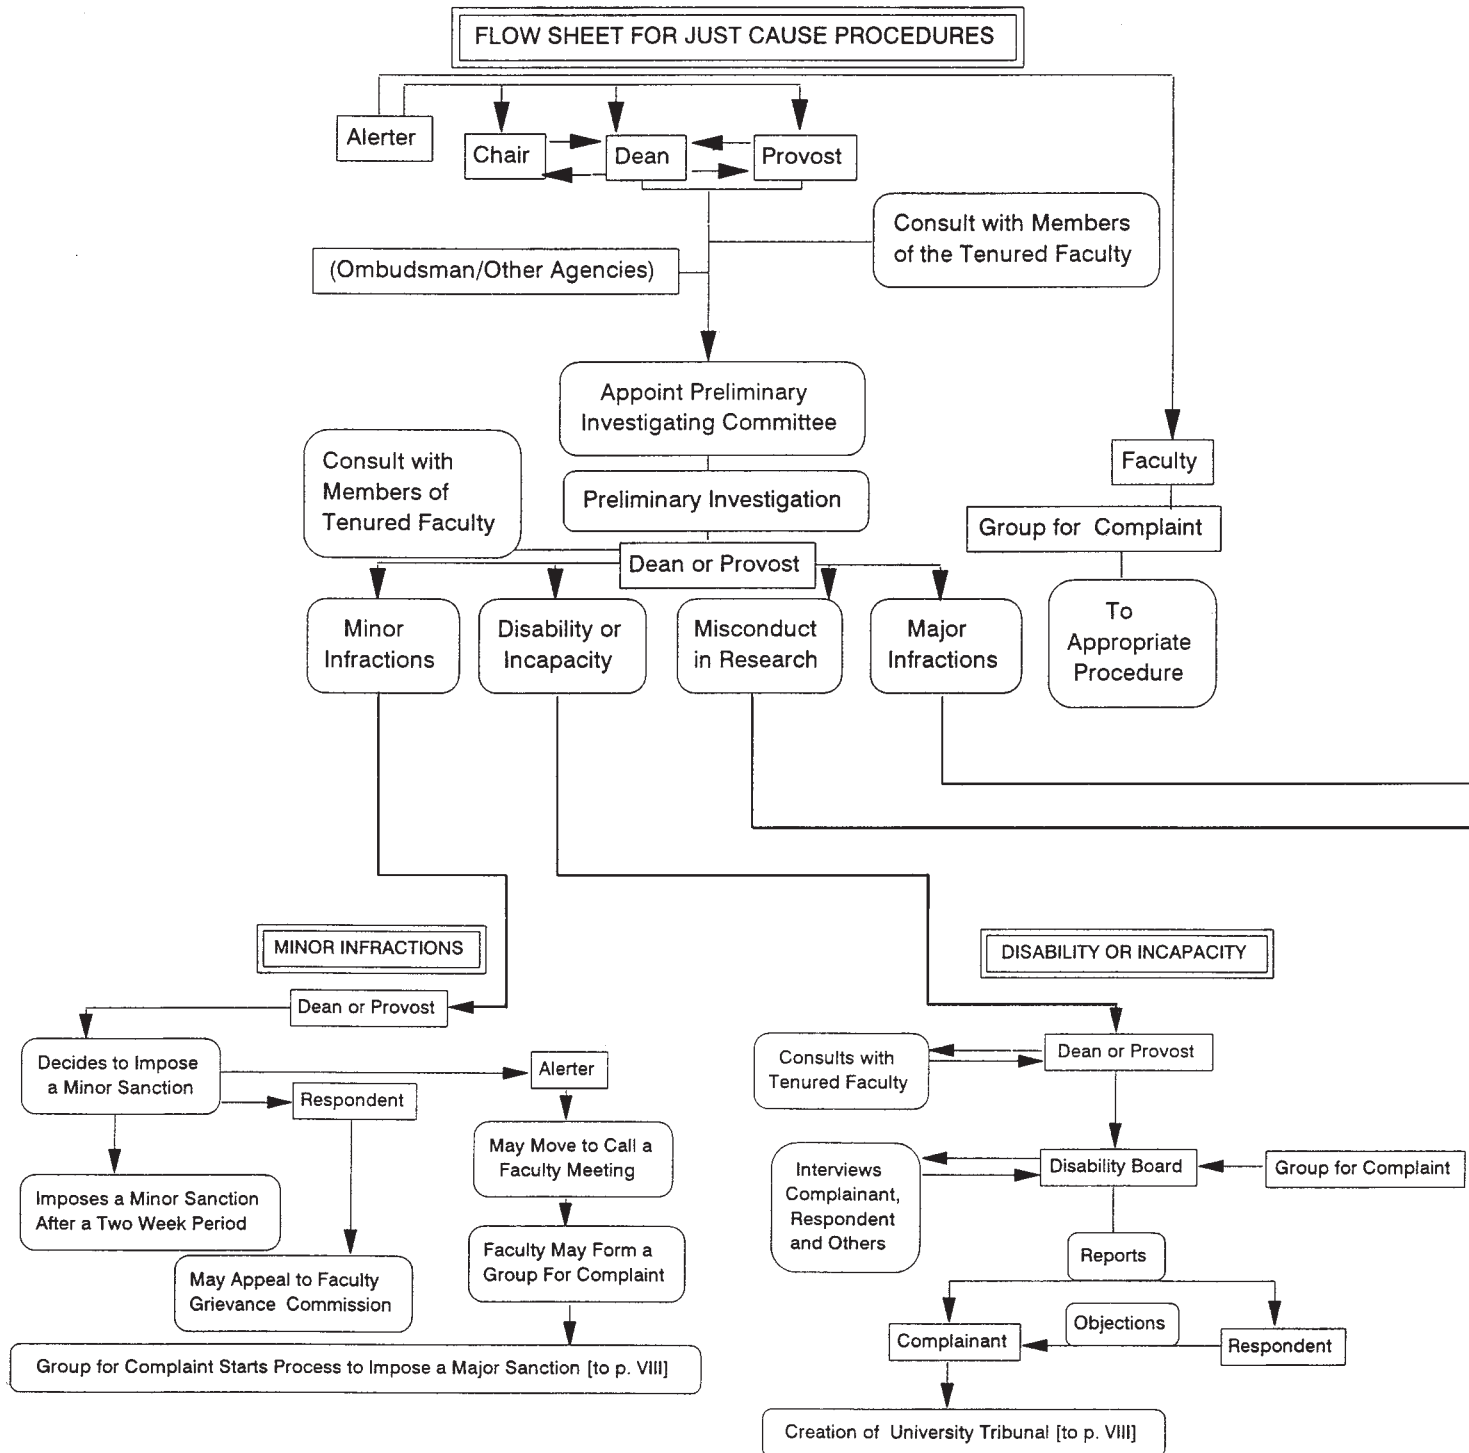 FLOW SHEET FOR JUST CAUSE PROCEDURES
Alerter
Chair
Dean
Provost
Consult with Members
of the Tenured Faculty
(Ombudsman/Other Agencies)
Appoint Preliminary
Investigating Committee
Consult with
Members of
Tenured Faculty
Preliminary Investigation
Faculty
Group for Complaint
Dean or Provost
Minor
Infractions
Disability or
Incapacity
Misconduct
in Research
Major
Infractions
To
Appropriate
Procedure
MINOR INFRACTIONS
Dean or Provost
Decides to Impose
a Minor Sanction
Alerter
Respondent
May Move to Call a
Faculty Meeting
Imposes a Minor Sanction
After a Two Week Period
Faculty May Form a
Group For Complaint
May Appeal to Faculty
Grievance Commission
Group for Complaint Starts Process to Impose a Major Sanction [to p. VIII]
DISABILITY OR INCAPACITY
Dean or Provost
Consults with
Tenured Faculty
Disability Board
Group for Complaint
Interviews
Complainant,
Respondent
and Others
Reports
Objections
Complainant
Respondent
Creation of University Tribunal [to p. VIII]